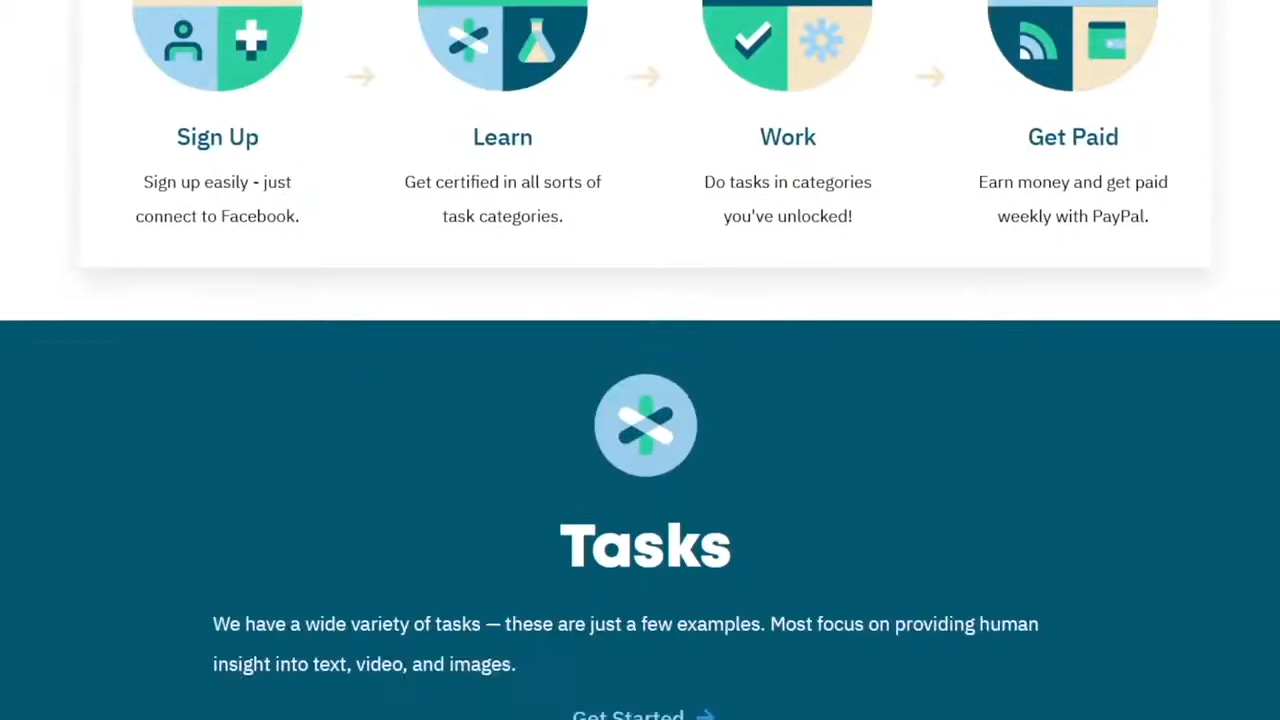 Sign Up
Learn
Work
Get Paid
Sign up easily - just
connect to Facebook.
Get certified in all sorts of
task categories.
Do tasks in categories
you've unlocked!
Earn money and get paid
weekly with PayPal.
Tasks
We have a wide variety of tasks — these are just a few examples. Most focus on providing human
insight into text, video, and images.
Get Started